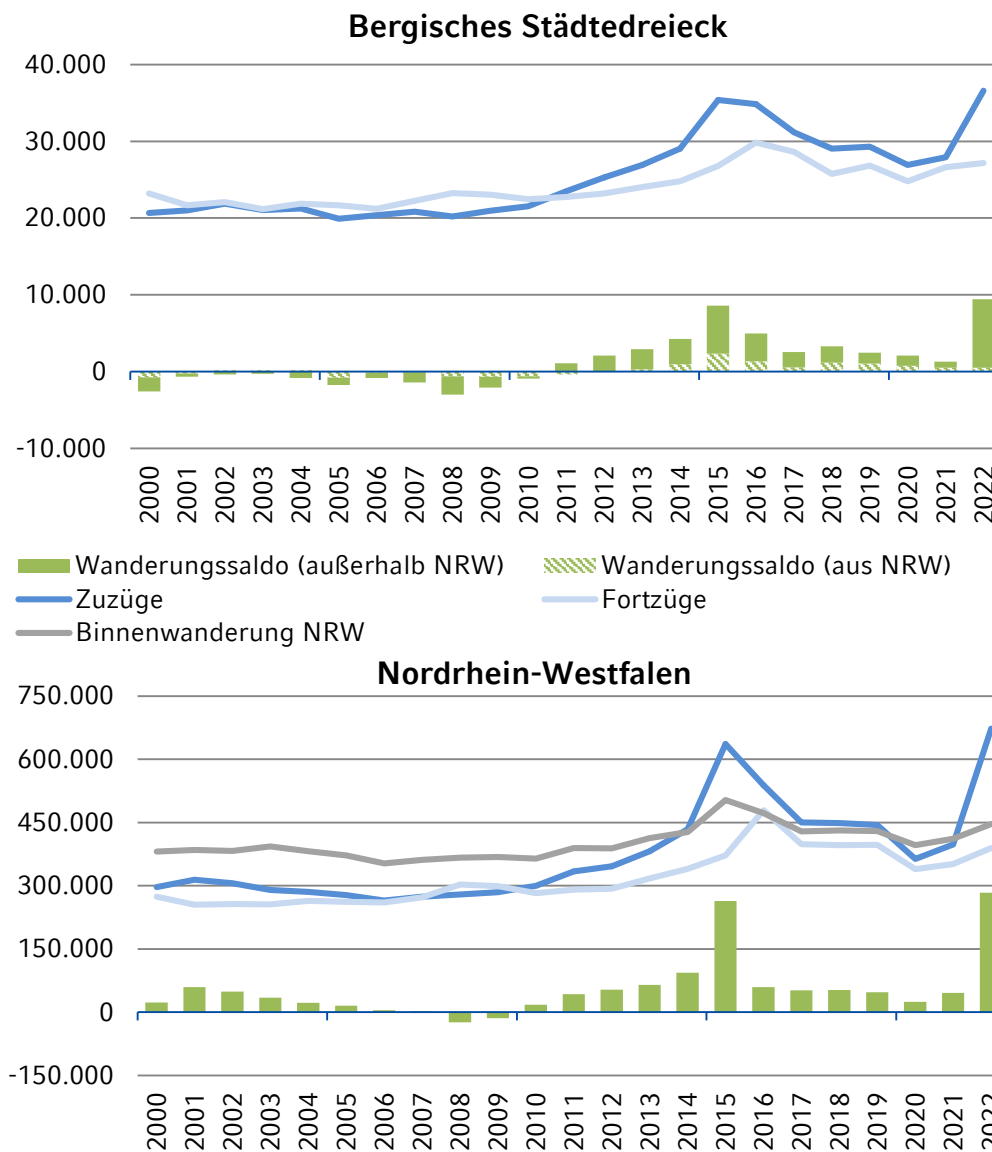 Bergisches Städtedreieck
40.000
30.000
20.000
10.000
0
-10.000
2000 2001 2002 2003 2004 2005 2006 2007 2008 2009 2010 2011 2012 2013 2014 2015 2016 2017 2018 2019 2020 2021 2022
Wanderungssaldo (außerhalb NRW) Wanderungssaldo (aus NRW)
Zuzüge Fortzüge
Binnenwanderung NRW
Nordrhein-Westfalen
750.000
600.000
450.000
300.000
150.000
0
-150.000
2000 2001 2002 2003 2004 2005 2006 2007 2008 2009 2010 2011 2012 2013 2014 2015 2016 2017 2018 2019 2020 2021 2022